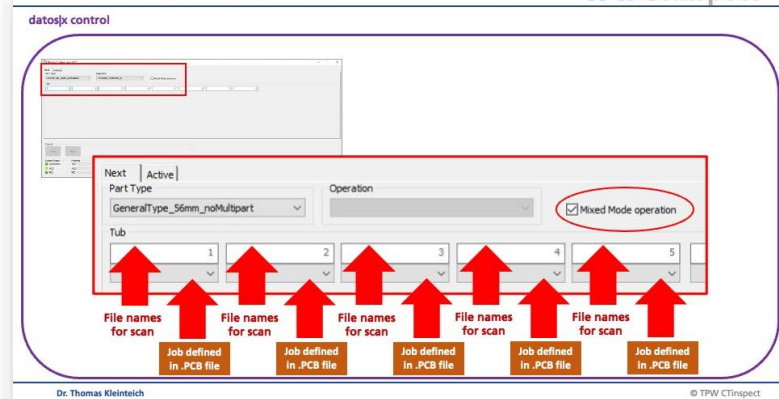 datos|x control
Next Active
Part Type Operation
GeneralType_56mm_noMultipart
Mixed Mode operation
Tub
1 2 3 4 5
File names for scan
File names for scan
File names for scan
File names for scan
File names for scan
Job defined in .PCB file
Job defined in .PCB file
Job defined in .PCB file
Job defined in .PCB file
Job defined in .PCB file
Dr. Thomas Kleinteich
© TPW CTinspect